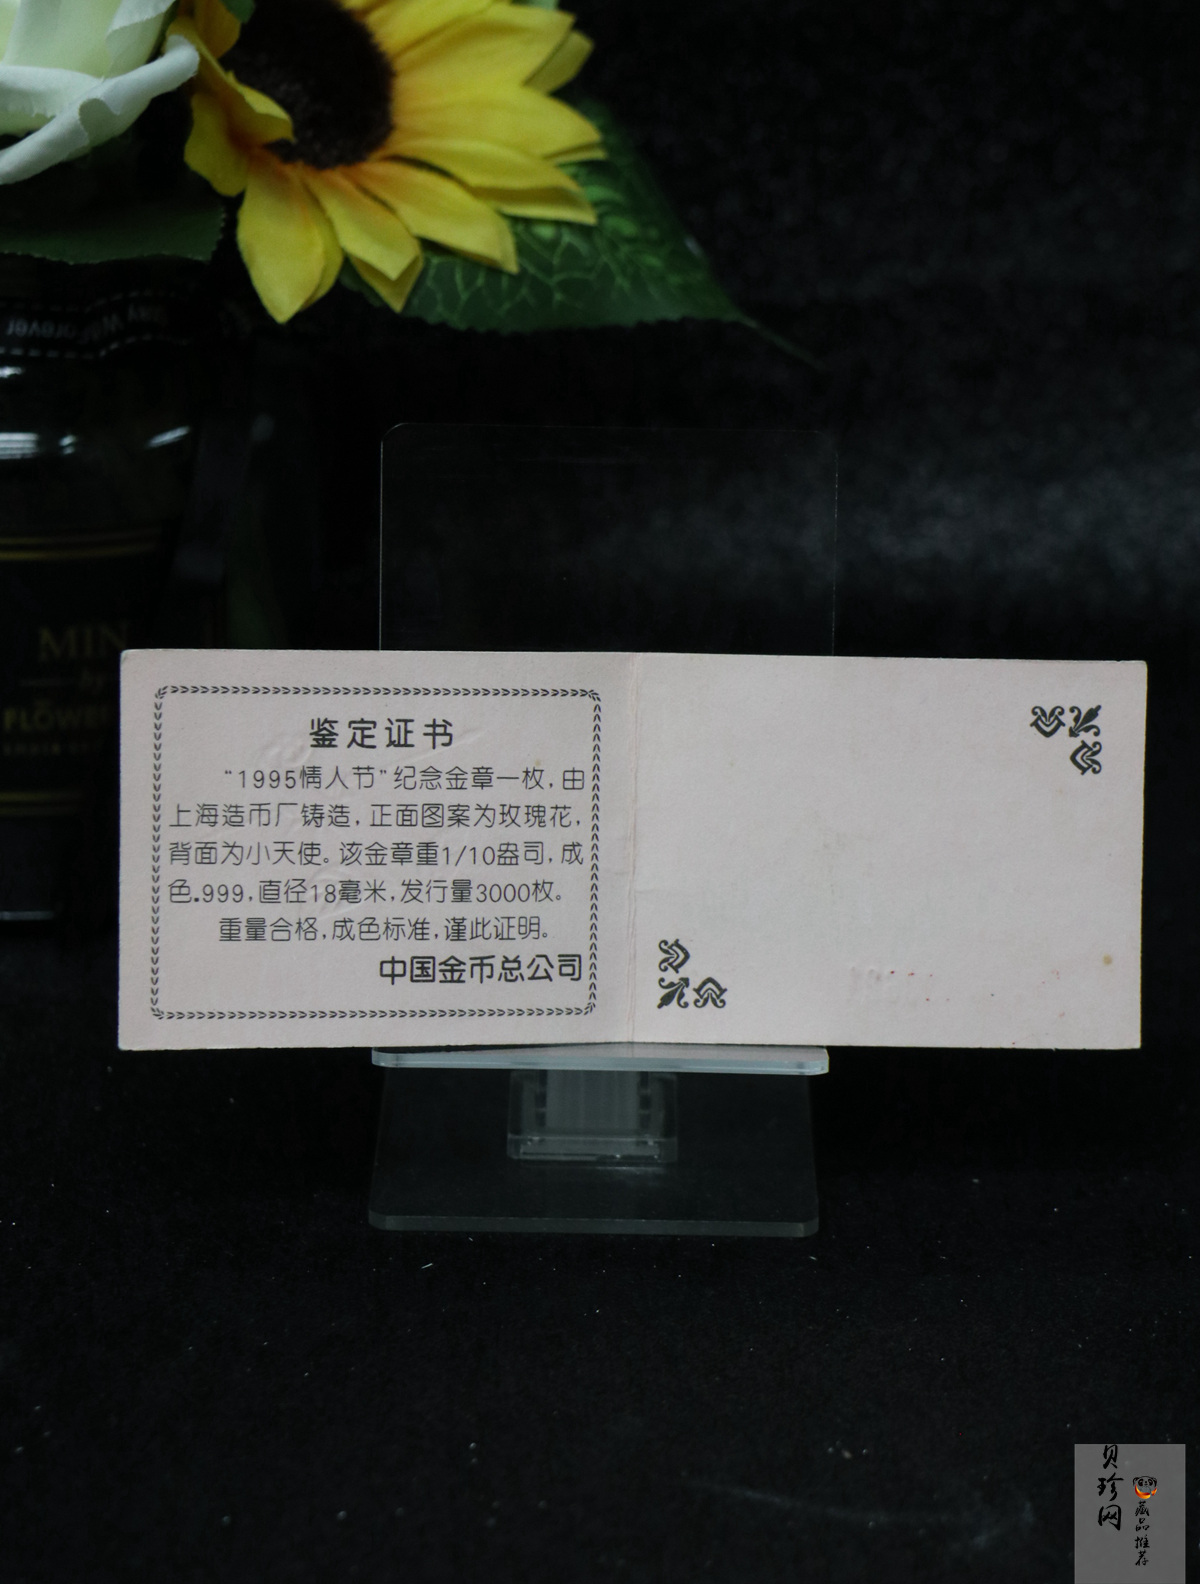 MIN
by
FLOWE
鉴定证书
“1995情人节”纪念金章一枚,由
上海造币厂铸造,正面图案为玫瑰花,
背面为小天使。该金章重1/10盎司,成
色.999,直径18毫米,发行量3000枚。
重量合格,成色标准,谨此证明。
中国金币总公司
贝珍网
藏品推荐